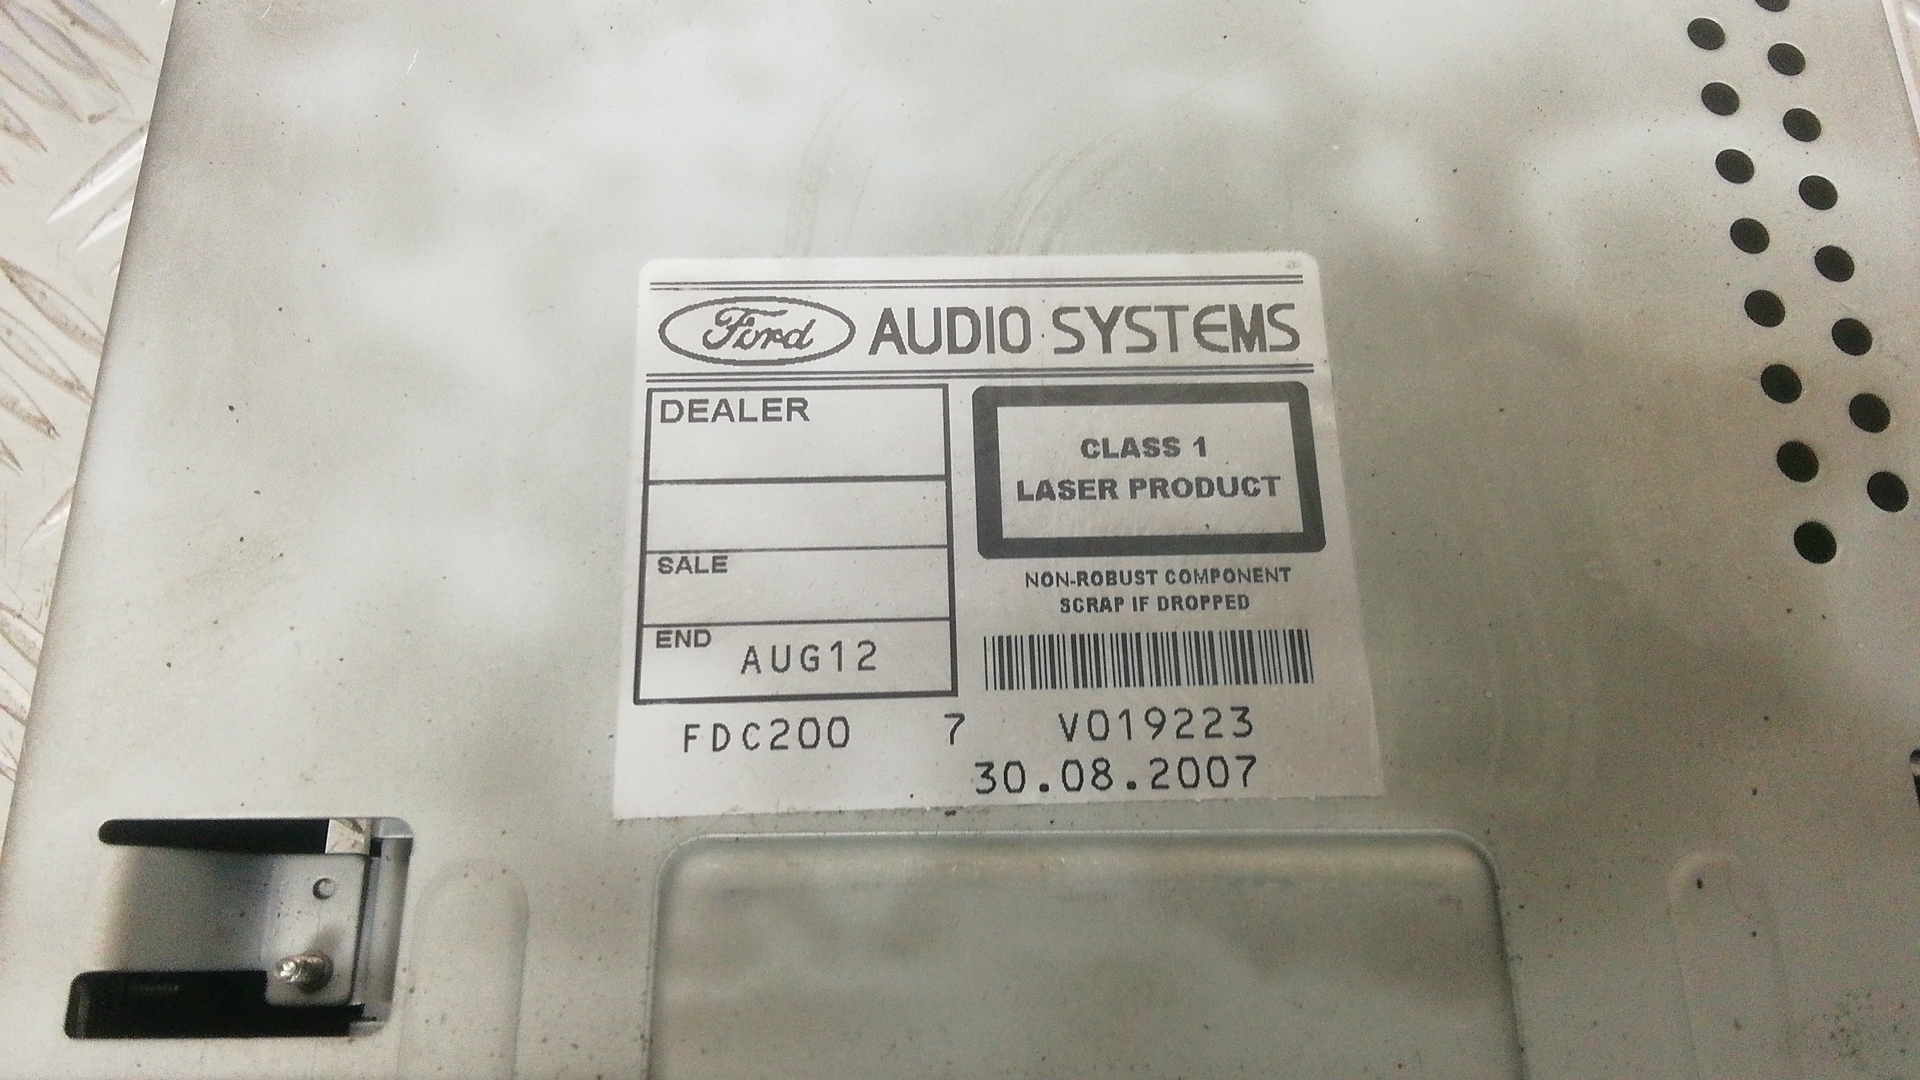 Ford AUDIO SYSTEMS
DEALER
SALE
END AUG12
CLASS 1
LASER PRODUCT
NON-ROBUST COMPONENT
SCRAP IF DROPPED
FDC200 7 V019223
30.08.2007